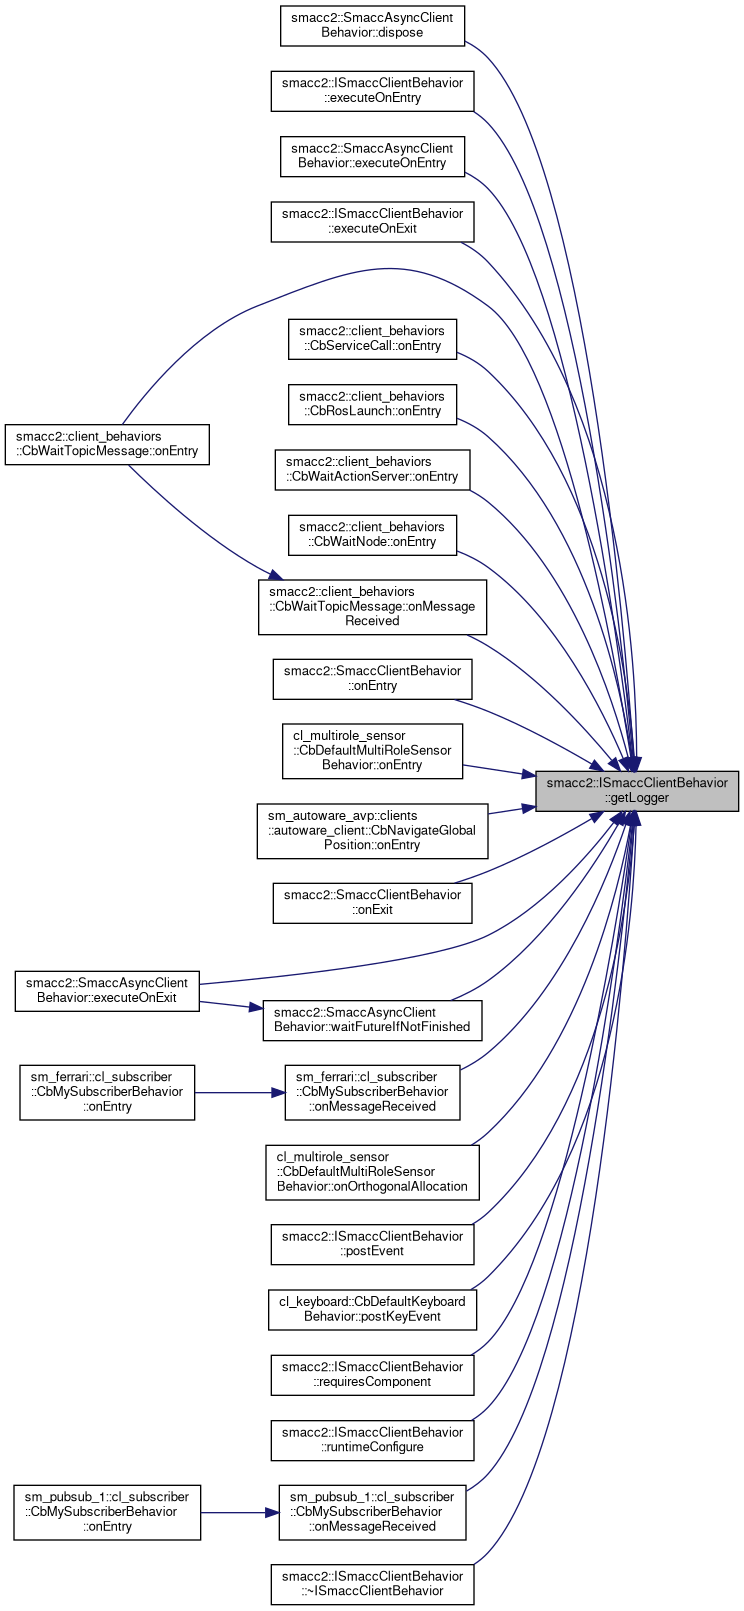 smacc2::SmaccAsyncClient
Behavior::dispose
smacc2::ISmaccClientBehavior
::executeOnEntry
smacc2::SmaccAsyncClient
Behavior::executeOnEntry
smacc2::ISmaccClientBehavior
::executeOnExit
smacc2::client_behaviors
::CbServiceCall::onEntry
smacc2::client_behaviors
::CbRosLaunch::onEntry
smacc2::client_behaviors
::CbWaitTopicMessage::onEntry
smacc2::client_behaviors
::CbWaitActionServer::onEntry
smacc2::client_behaviors
::CbWaitNode::onEntry
smacc2::client_behaviors
::CbWaitTopicMessage::onMessage
Received
smacc2::SmaccClientBehavior
::onEntry
cl_multirole_sensor
::CbDefaultMultiRoleSensor
Behavior::onEntry
smacc2::ISmaccClientBehavior
::getLogger
sm_autoware_avp::clients
::autoware_client::CbNavigateGlobal
Position::onEntry
smacc2::SmaccClientBehavior
::onExit
smacc2::SmaccAsyncClient
Behavior::executeOnExit
smacc2::SmaccAsyncClient
Behavior::waitFutureIfNotFinished
sm_ferrari::cl_subscriber
::CbMySubscriberBehavior
::onEntry
sm_ferrari::cl_subscriber
::CbMySubscriberBehavior
::onMessageReceived
cl_multirole_sensor
::CbDefaultMultiRoleSensor
Behavior::onOrthogonalAllocation
smacc2::ISmaccClientBehavior
::postEvent
cl_keyboard::CbDefaultKeyboard
Behavior::postKeyEvent
smacc2::ISmaccClientBehavior
::requiresComponent
smacc2::ISmaccClientBehavior
::runtimeConfigure
sm_pubsub_1::cl_subscriber
::CbMySubscriberBehavior
::onEntry
sm_pubsub_1::cl_subscriber
::CbMySubscriberBehavior
::onMessageReceived
smacc2::ISmaccClientBehavior
::~ISmaccClientBehavior